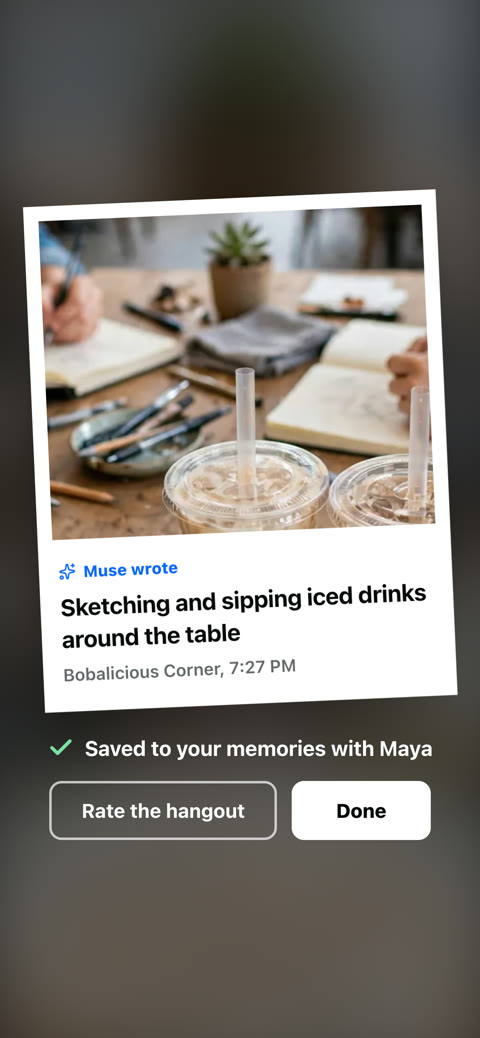 Muse wrote
Sketching and sipping iced drinks
around the table
Bobalicious Corner, 7:27 PM
Saved to your memories with Maya
Rate the hangout
Done